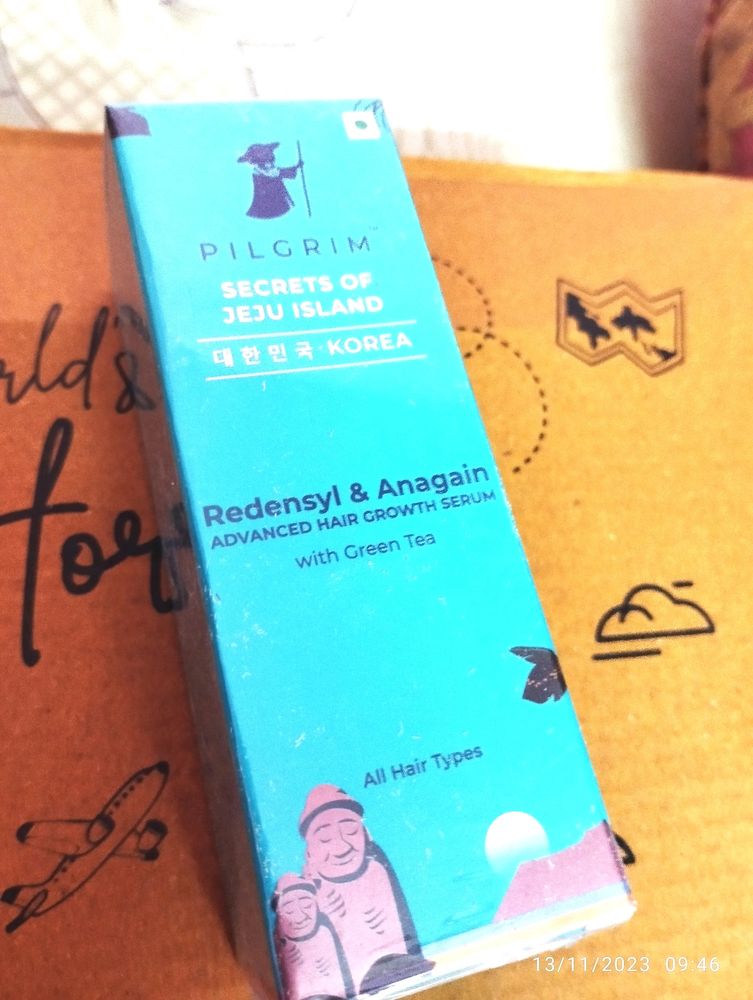 PILGRIM™
SECRETS OF
JEJU ISLAND
대한민국·KOREA
Redensyl & Anagain
ADVANCED HAIR GROWTH SERUM
with Green Tea
All Hair Types
13/11/2023 09:46